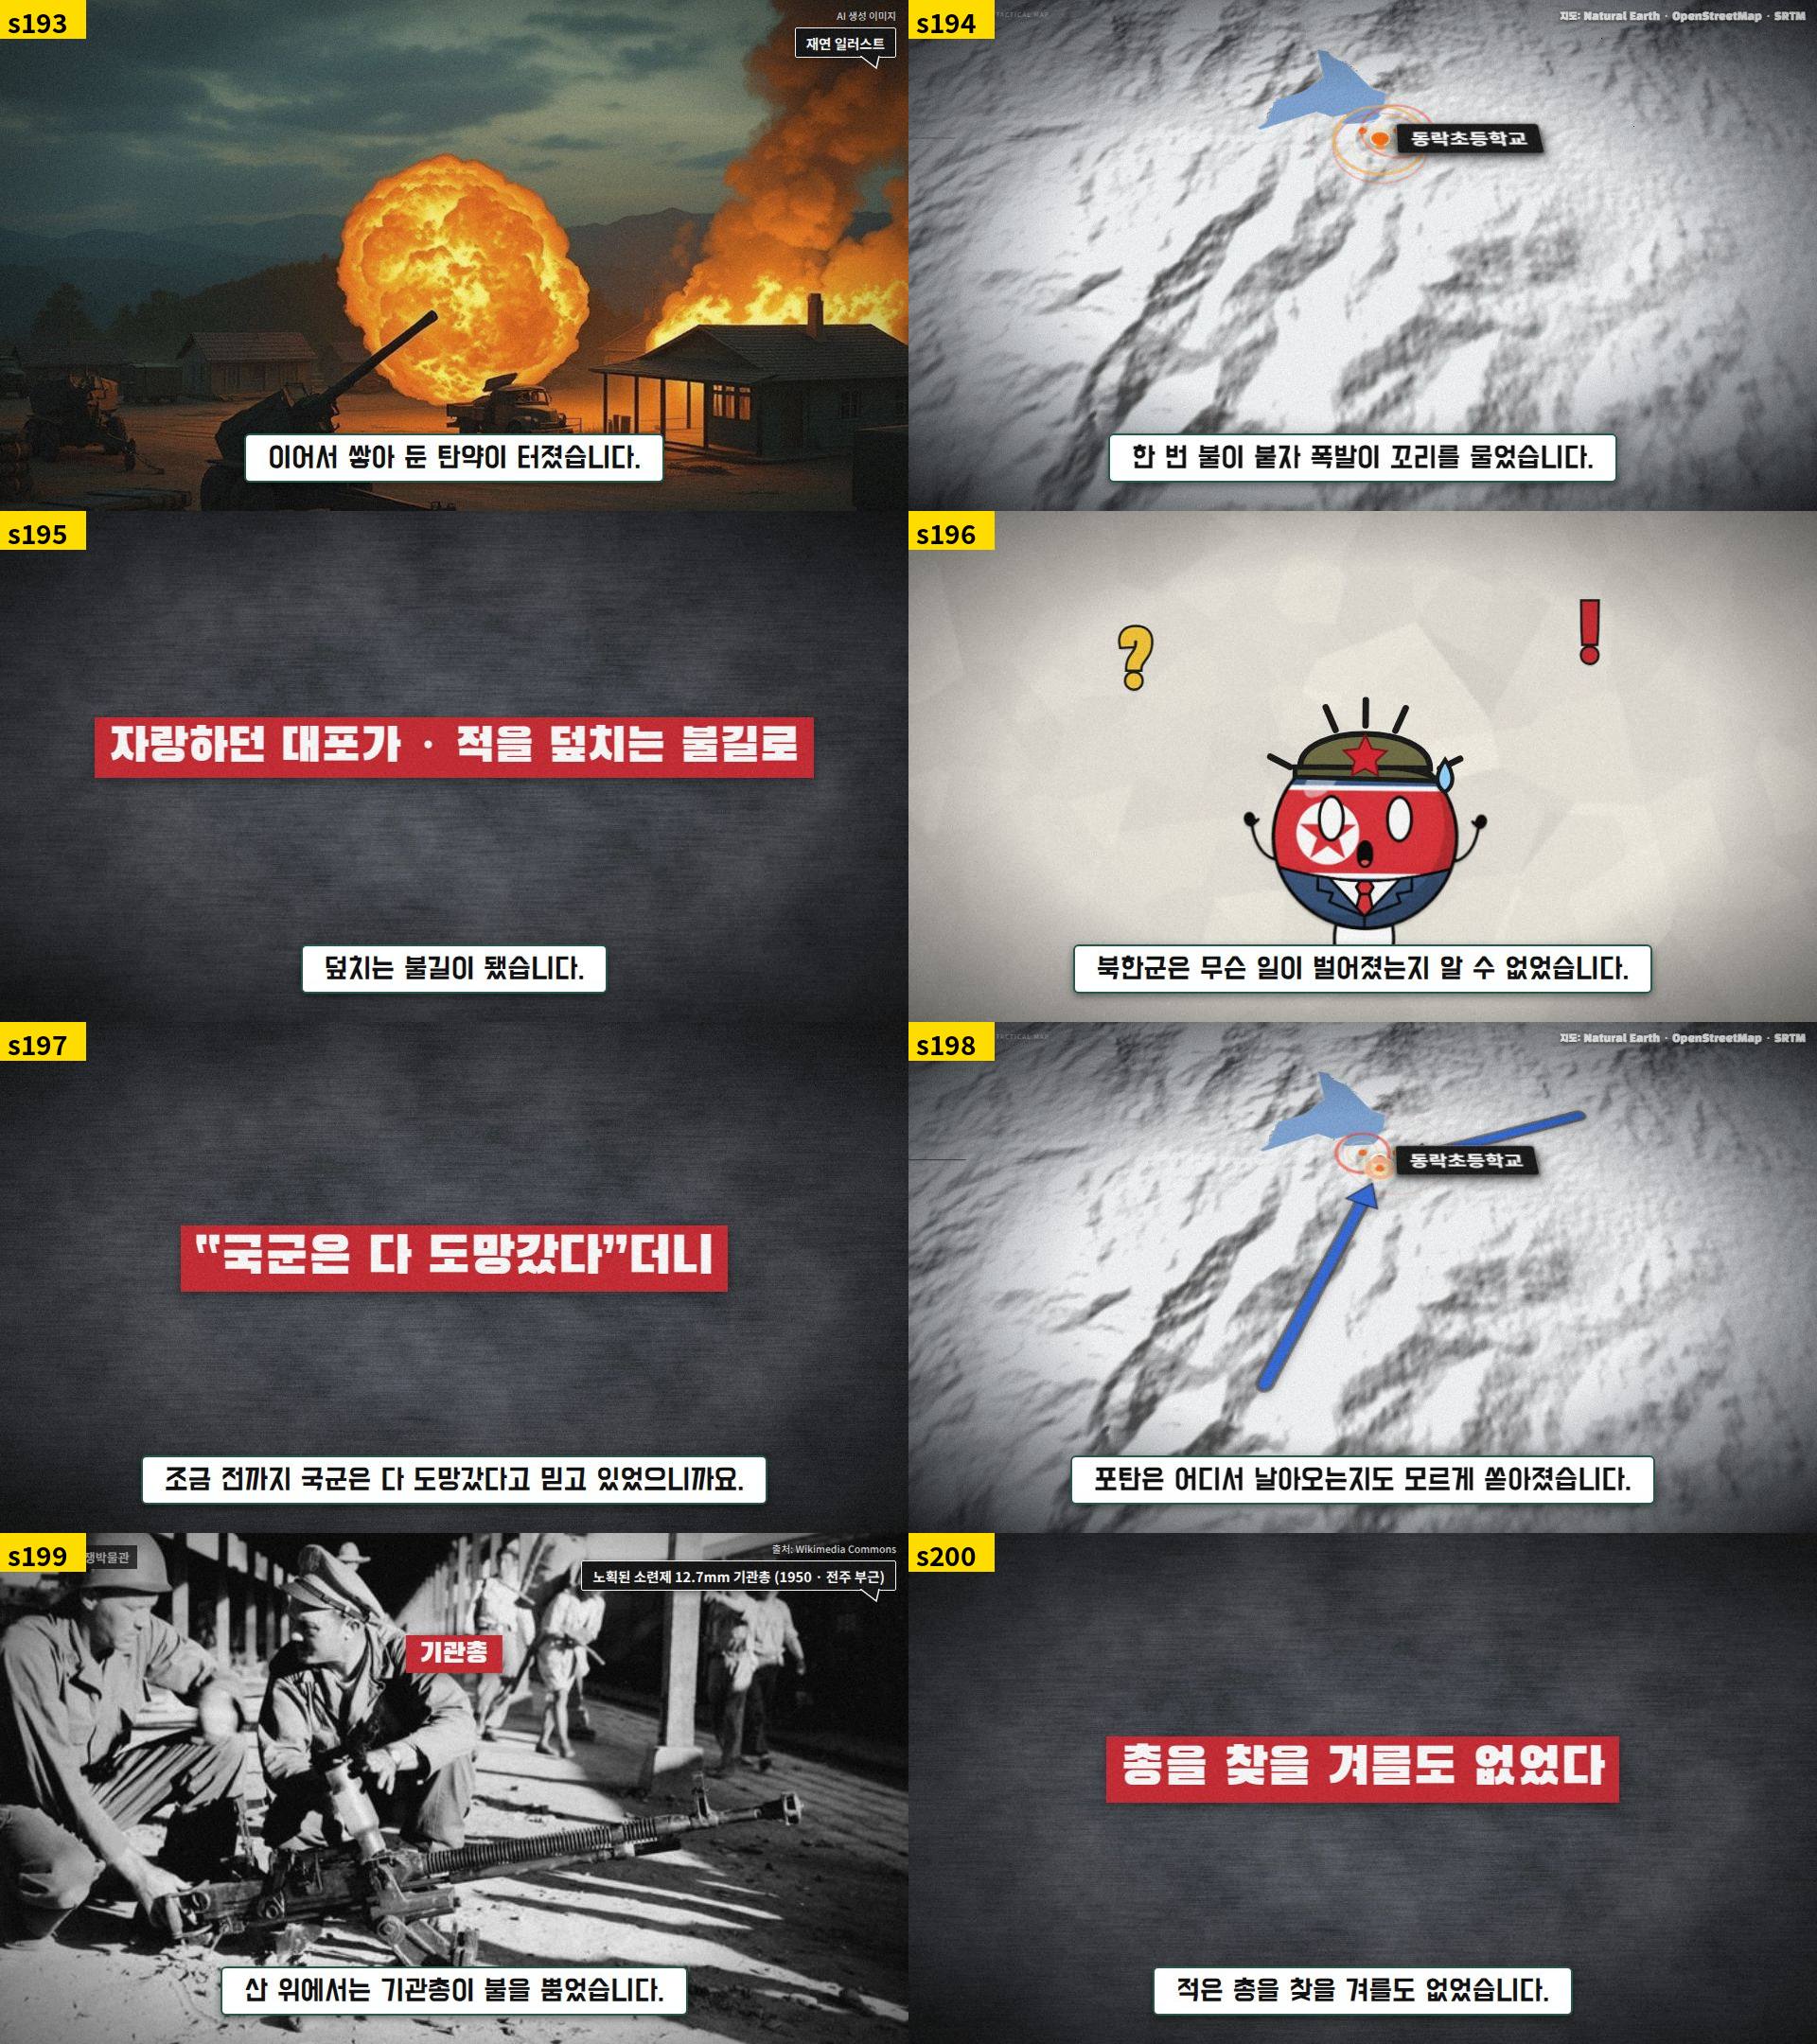 s193
AI 생성 이미지
재연 일러스트
이어서 쌓아 둔 탄약이 터졌습니다.
s194
TACTICAL MAP
지도: Natural Earth · OpenStreetMap · SRTM
동락초등학교
한 번 불이 붙자 폭발이 꼬리를 물었습니다.
s195
자랑하던 대포가 · 적을 덮치는 불길로
덮치는 불길이 됐습니다.
s196
?
!
북한군은 무슨 일이 벌어졌는지 알 수 없었습니다.
s197
“국군은 다 도망갔다”더니
조금 전까지 국군은 다 도망갔다고 믿고 있었으니까요.
s198
TACTICAL MAP
지도: Natural Earth · OpenStreetMap · SRTM
동락초등학교
포탄은 어디서 날아오는지도 모르게 쏟아졌습니다.
s199
쟁박물관
출처: Wikimedia Commons
노획된 소련제 12.7mm 기관총 (1950 · 전주 부근)
기관총
산 위에서는 기관총이 불을 뿜었습니다.
s200
총을 찾을 겨를도 없었다
적은 총을 찾을 겨를도 없었습니다.